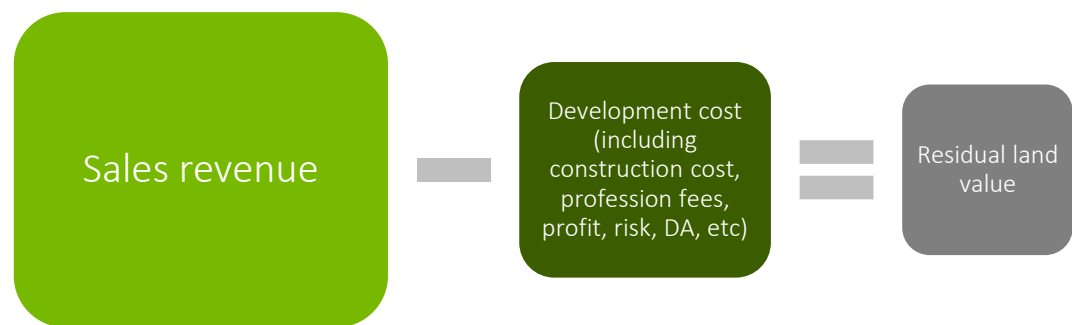 Sales revenue
Development cost
(including
construction cost,
profession fees,
profit, risk, DA, etc)
Residual land
value